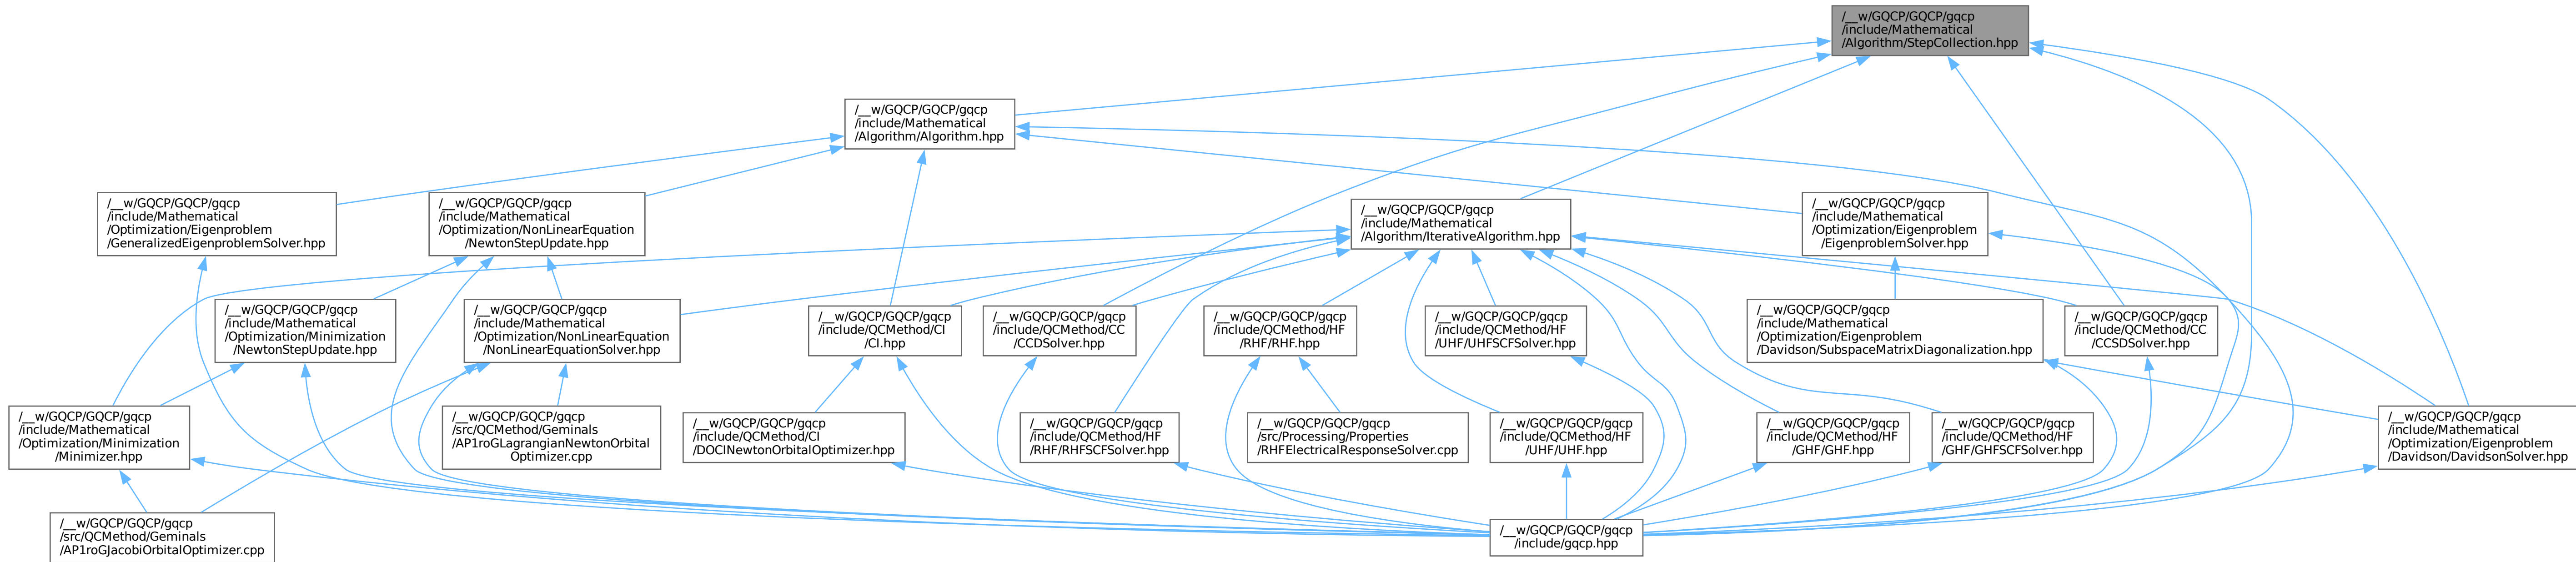 /__w/GQCP/GQCP/gqcp
/include/Mathematical
/Algorithm/StepCollection.hpp
/__w/GQCP/GQCP/gqcp
/include/Mathematical
/Algorithm/Algorithm.hpp
/__w/GQCP/GQCP/gqcp
/include/Mathematical
/Optimization/Eigenproblem
/GeneralizedEigenproblemSolver.hpp
/__w/GQCP/GQCP/gqcp
/include/Mathematical
/Optimization/NonLinearEquation
/NewtonStepUpdate.hpp
/__w/GQCP/GQCP/gqcp
/include/Mathematical
/Algorithm/IterativeAlgorithm.hpp
/__w/GQCP/GQCP/gqcp
/include/Mathematical
/Optimization/Eigenproblem
/EigenproblemSolver.hpp
/__w/GQCP/GQCP/gqcp
/include/Mathematical
/Optimization/Minimization
/NewtonStepUpdate.hpp
/__w/GQCP/GQCP/gqcp
/include/Mathematical
/Optimization/NonLinearEquation
/NonLinearEquationSolver.hpp
/__w/GQCP/GQCP/gqcp
/include/QCMethod/CI
/CI.hpp
/__w/GQCP/GQCP/gqcp
/include/QCMethod/CC
/CCDSolver.hpp
/__w/GQCP/GQCP/gqcp
/include/QCMethod/HF
/RHF/RHF.hpp
/__w/GQCP/GQCP/gqcp
/include/QCMethod/HF
/UHF/UHFSCFSolver.hpp
/__w/GQCP/GQCP/gqcp
/include/Mathematical
/Optimization/Eigenproblem
/Davidson/SubspaceMatrixDiagonalization.hpp
/__w/GQCP/GQCP/gqcp
/include/QCMethod/CC
/CCSDSolver.hpp
/__w/GQCP/GQCP/gqcp
/include/Mathematical
/Optimization/Minimization
/Minimizer.hpp
/__w/GQCP/GQCP/gqcp
/src/QCMethod/Geminals
/AP1roGLagrangianNewtonOrbital
Optimizer.cpp
/__w/GQCP/GQCP/gqcp
/include/QCMethod/CI
/DOCINewtonOrbitalOptimizer.hpp
/__w/GQCP/GQCP/gqcp
/include/QCMethod/HF
/RHF/RHFSCFSolver.hpp
/__w/GQCP/GQCP/gqcp
/src/Processing/Properties
/RHFElectricalResponseSolver.cpp
/__w/GQCP/GQCP/gqcp
/include/QCMethod/HF
/UHF/UHF.hpp
/__w/GQCP/GQCP/gqcp
/include/QCMethod/HF
/GHF/GHF.hpp
/__w/GQCP/GQCP/gqcp
/include/QCMethod/HF
/GHF/GHFSCFSolver.hpp
/__w/GQCP/GQCP/gqcp
/include/Mathematical
/Optimization/Eigenproblem
/Davidson/DavidsonSolver.hpp
/__w/GQCP/GQCP/gqcp
/src/QCMethod/Geminals
/AP1roGJacobiOrbitalOptimizer.cpp
/__w/GQCP/GQCP/gqcp
/include/gqcp.hpp